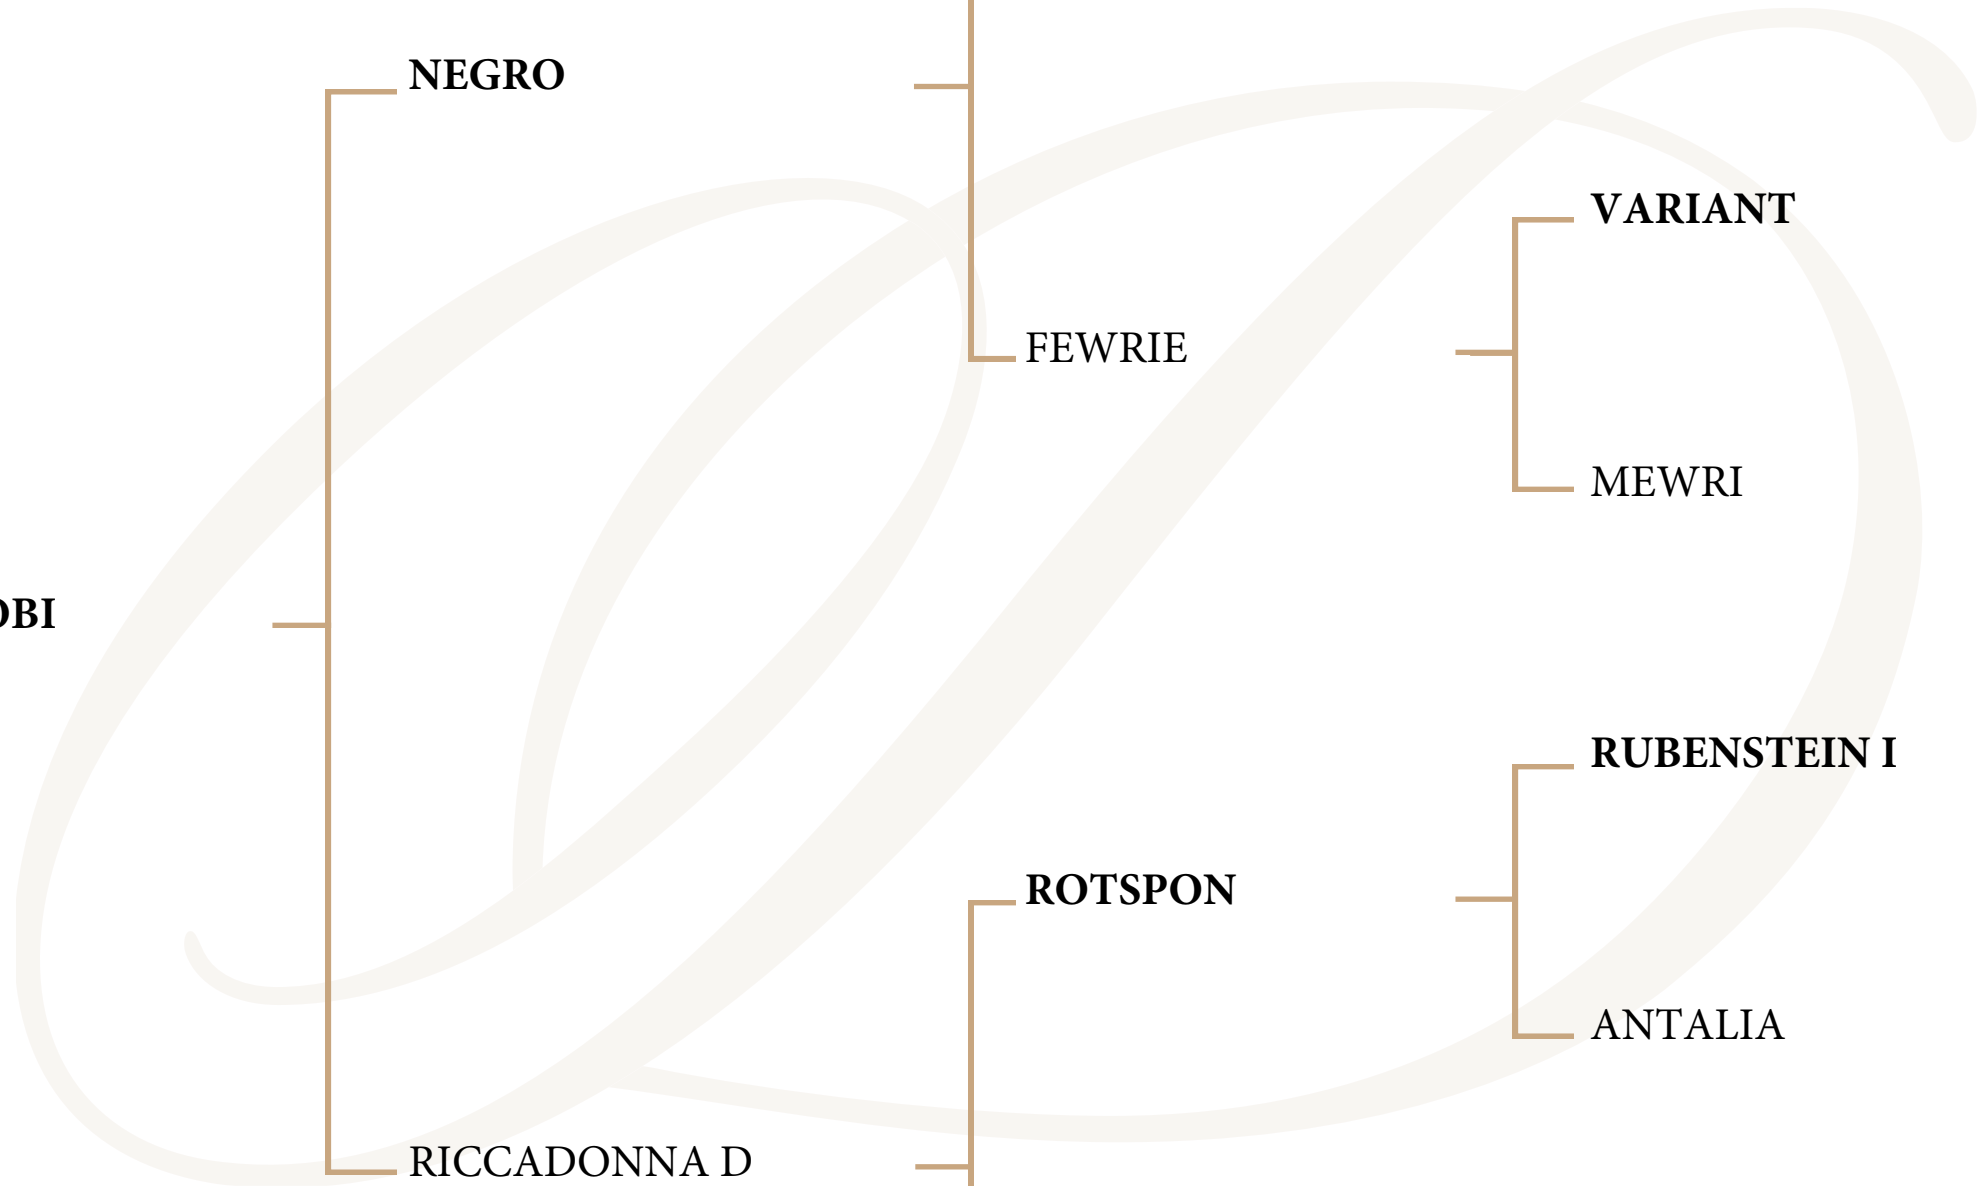 NEGRO
VARIANT
FEWRIE
MEWRI
RUBENSTEIN I
ROTSPON
ANTALIA
RICCADONNA D